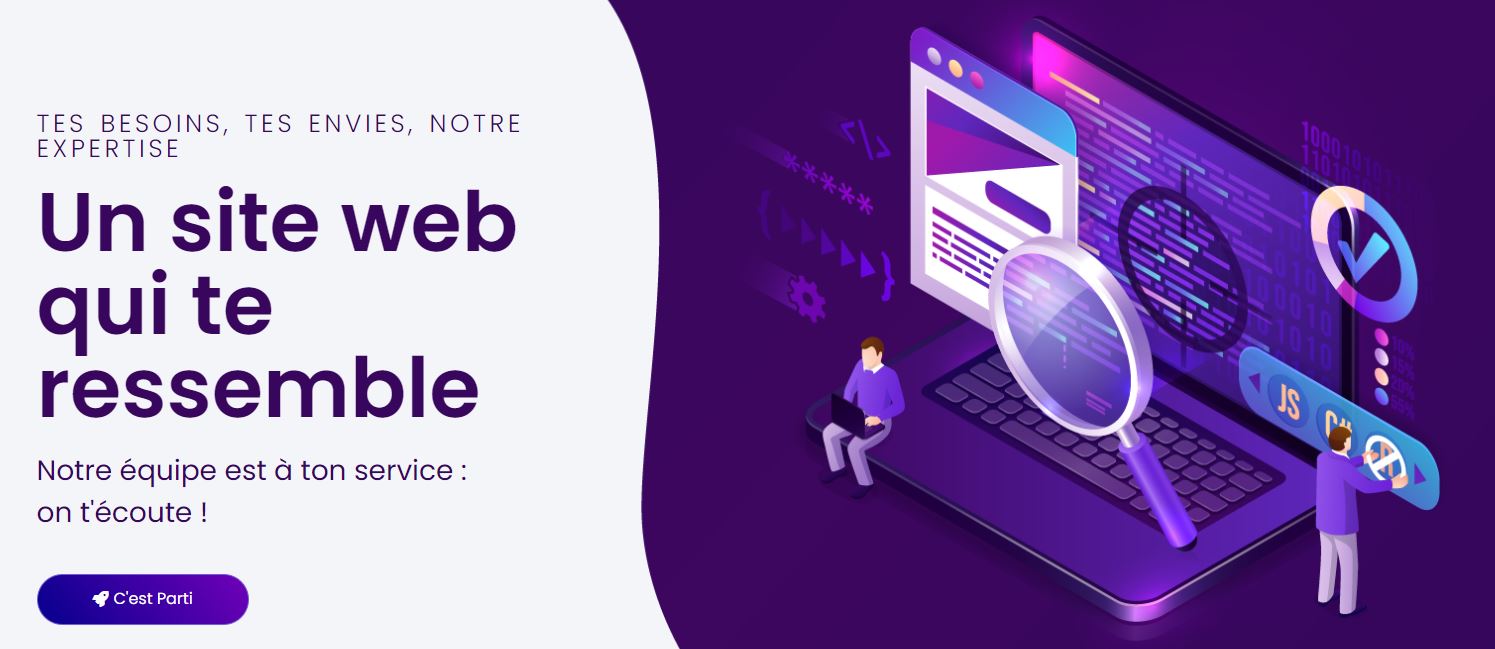 TES BESOINS, TES ENVIES, NOTRE
EXPERTISE
Un site web
qui te
ressemble
Notre équipe est à ton service :
on t'écoute !
C'est Parti
</>
*****
JS